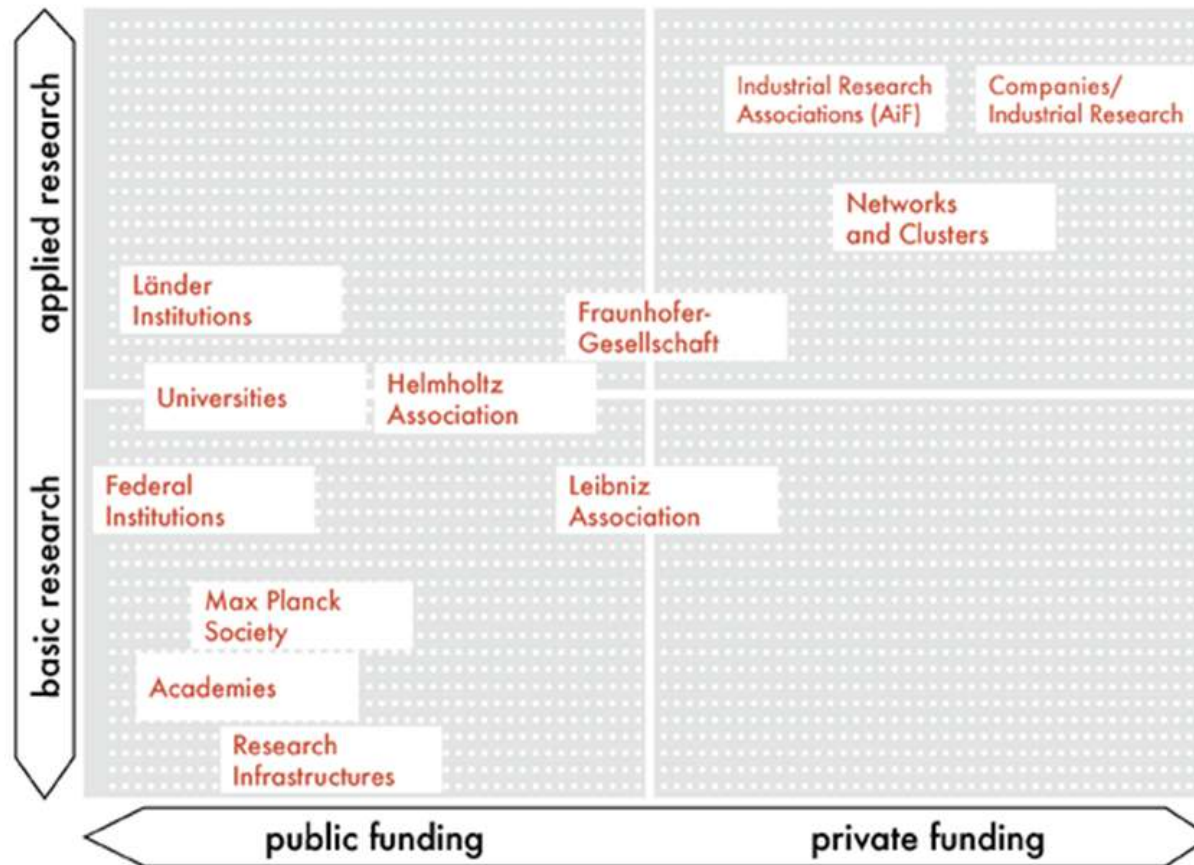 applied research
basic research
Industrial Research
Associations (AiF)
Companies/
Industrial Research
Networks
and Clusters
Länder
Institutions
Fraunhofer-
Gesellschaft
Universities
Helmholtz
Association
Federal
Institutions
Leibniz
Association
Max Planck
Society
Academies
Research
Infrastructures
public funding
private funding